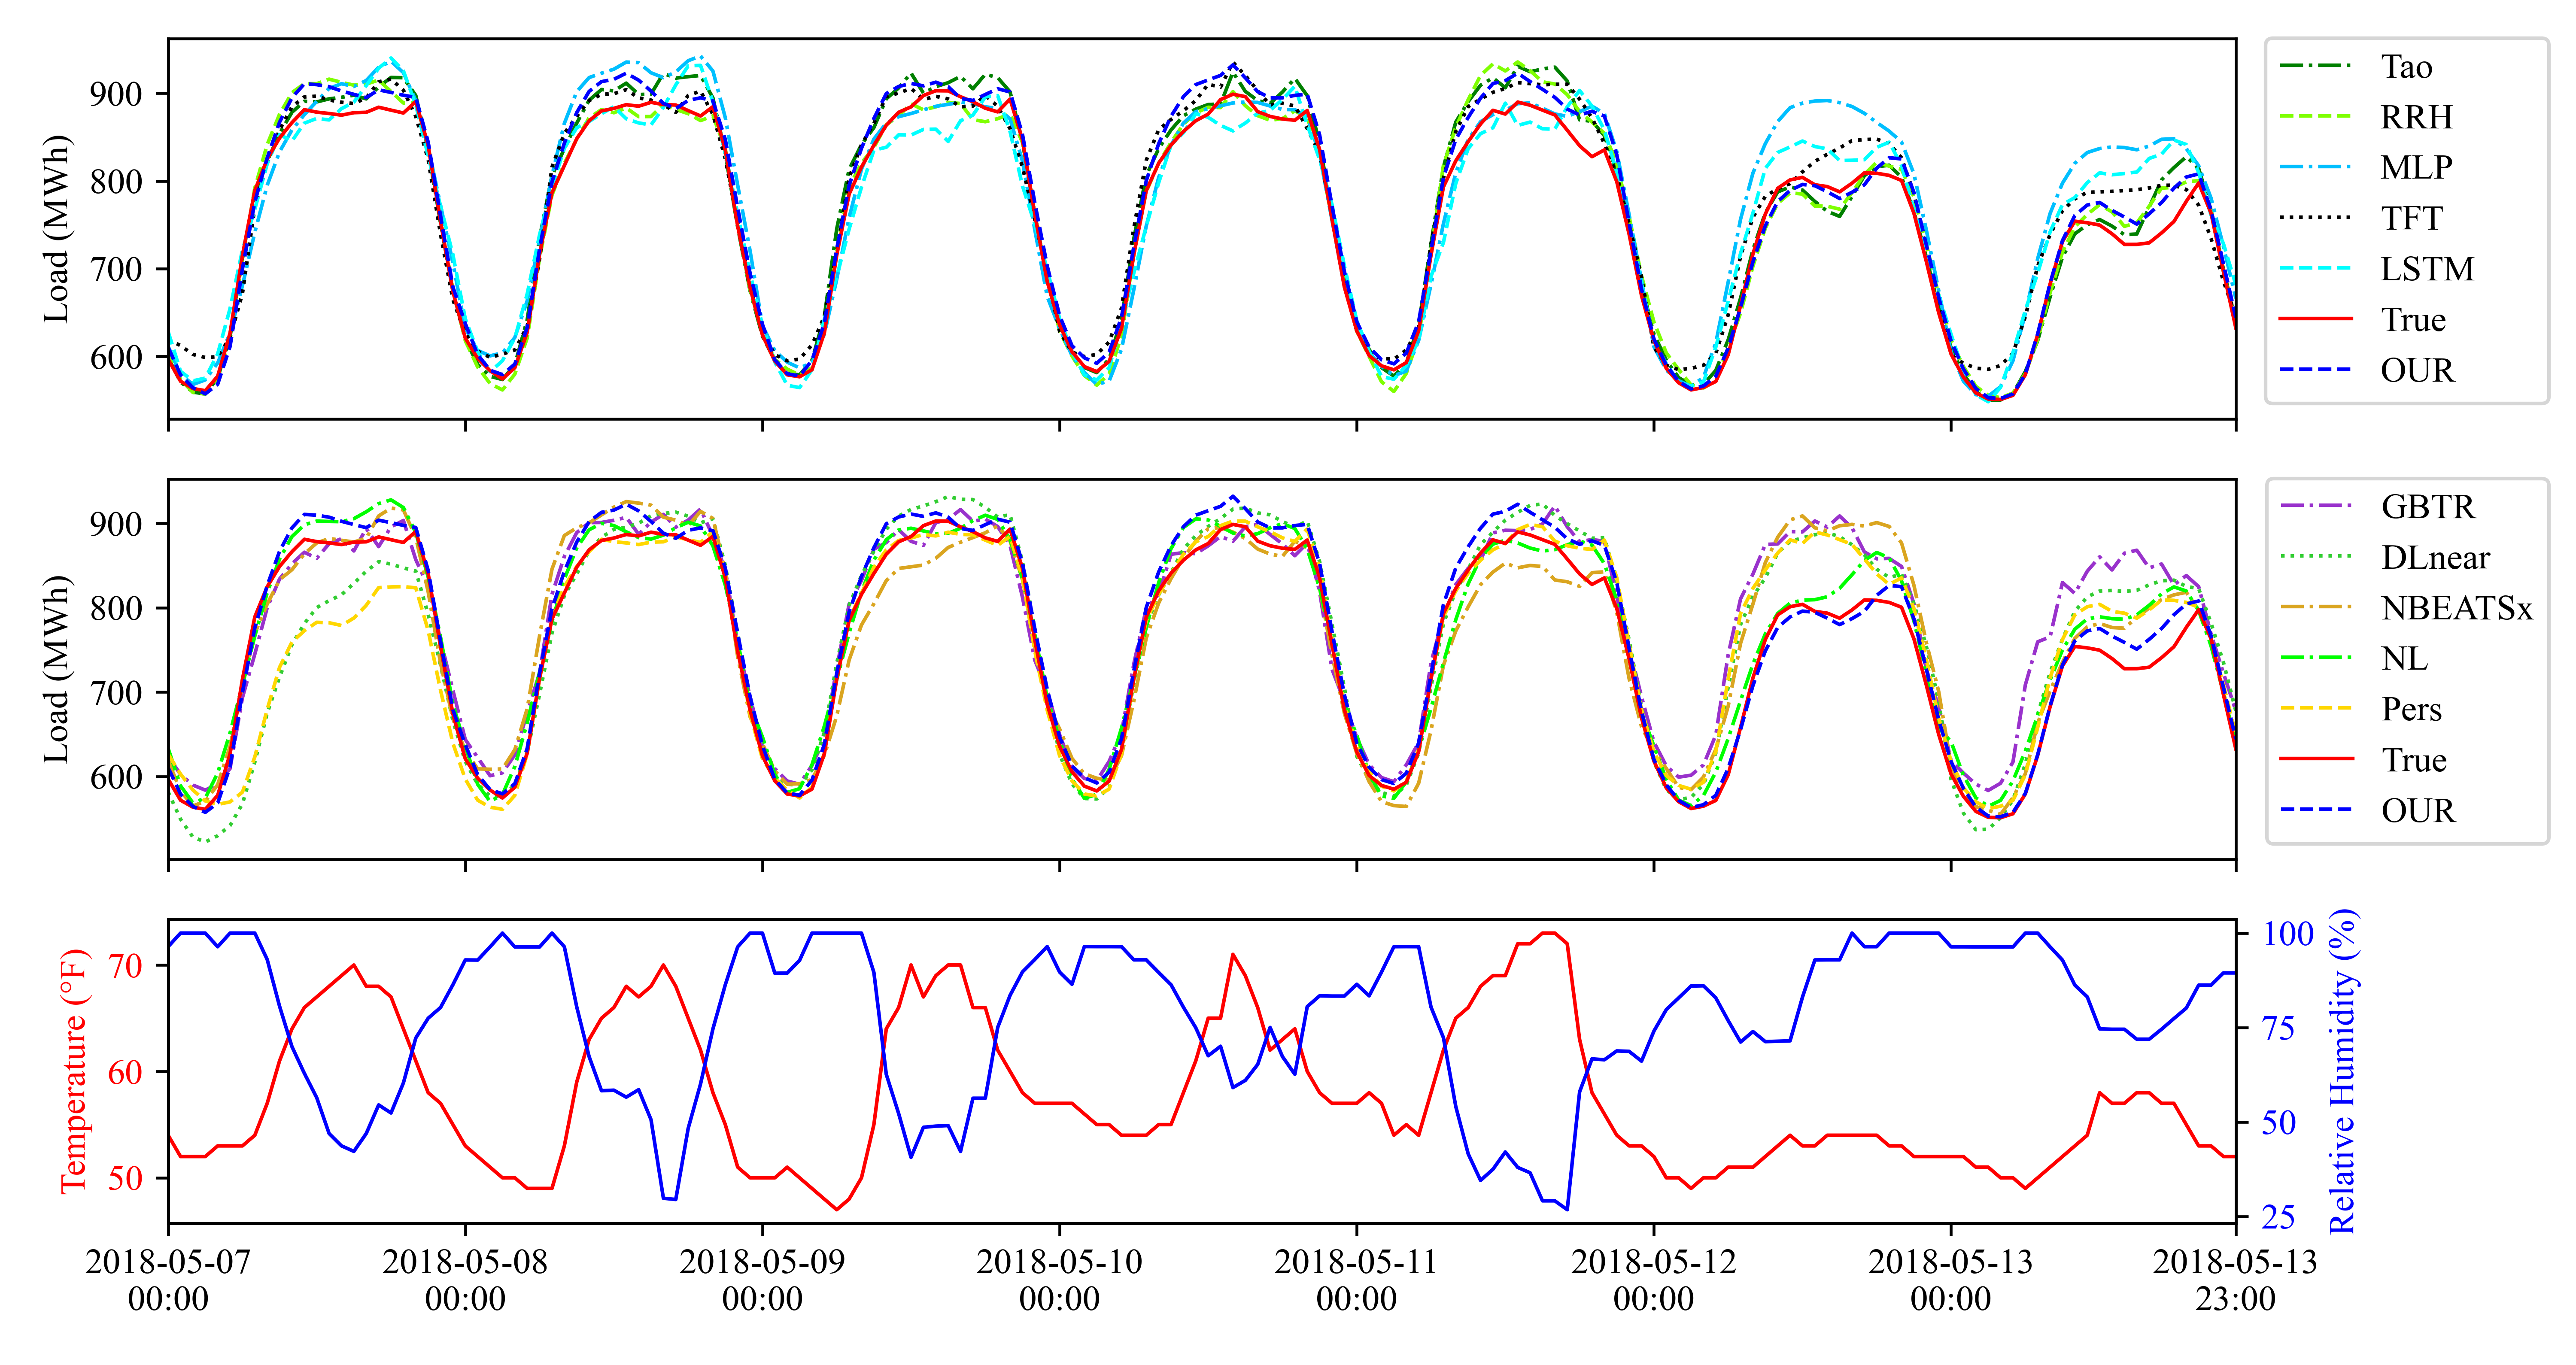 Load (MWh)
900
800
700
600
Tao
RRH
MLP
TFT
LSTM
True
OUR
Load (MWh)
900
800
700
600
GBTR
DLnear
NBEATSx
NL
Pers
True
OUR
Temperature (°F)
70
60
50
Relative Humidity (%)
100
75
50
25
2018-05-07
00:00
2018-05-08
00:00
2018-05-09
00:00
2018-05-10
00:00
2018-05-11
00:00
2018-05-12
00:00
2018-05-13
00:00
2018-05-13
23:00